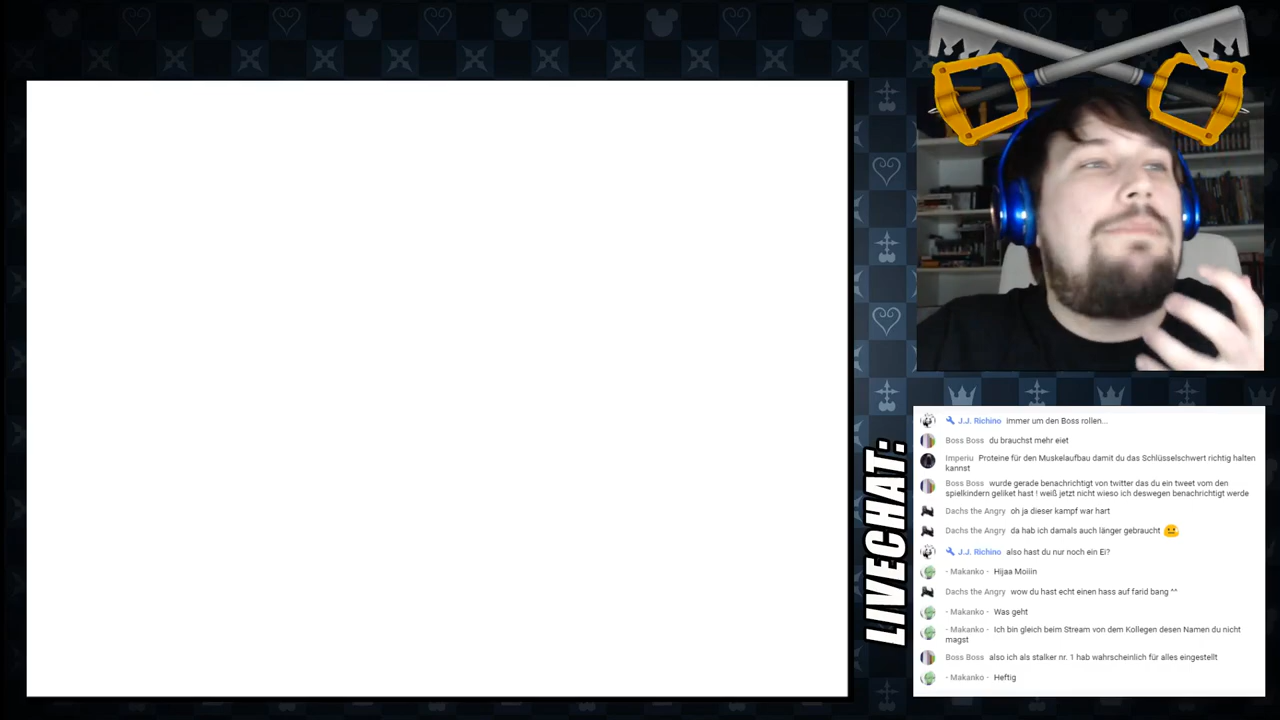 LIVECHAT:
J.J. Richino immer um den Boss rollen...
Boss Boss du brauchst mehr eiet
Imperiu Proteine für den Muskelaufbau damit du das Schlüsselschwert richtig halten
kannst
Boss Boss wurde gerade benachrichtigt von twitter das du ein tweet vom den
spielkindern geliket hast ! weiß jetzt nicht wieso ich deswegen benachrichtigt werde
Dachs the Angry oh ja dieser kampf war hart
Dachs the Angry da hab ich damals auch länger gebraucht
J.J. Richino also hast du nur noch ein Ei?
- Makanko - Hijaa Moiiin
Dachs the Angry wow du hast echt einen hass auf farid bang ^^
- Makanko - Was geht
- Makanko - Ich bin gleich beim Stream von dem Kollegen desen Namen du nicht
magst
Boss Boss also ich als stalker nr. 1 hab wahrscheinlich für alles eingestellt
- Makanko - Heftig